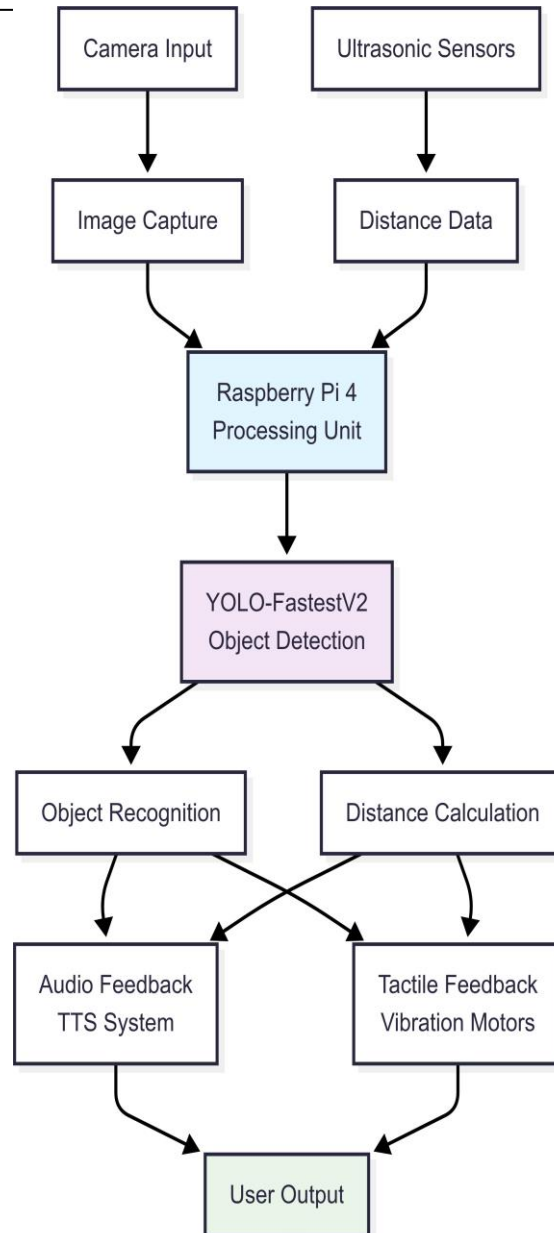 Camera Input
Ultrasonic Sensors
Image Capture
Distance Data
Raspberry Pi 4
Processing Unit
YOLO-FastestV2
Object Detection
Object Recognition
Distance Calculation
Audio Feedback
TTS System
Tactile Feedback
Vibration Motors
User Output